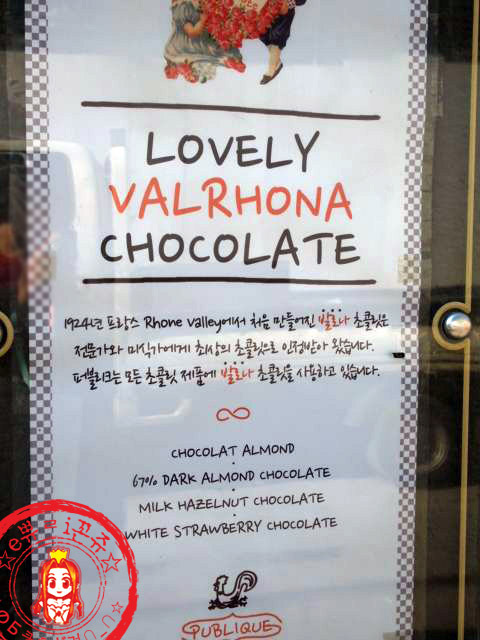 LOVELY
VALRHONA
CHOCOLATE
1924년 프랑스 Rhone valley에서 처음 만들어진 발로나 초콜릿은
전문가와 미식가에게 최상의 초콜릿으로 인정받아 왔습니다.
퍼블리크는 모든 초콜릿 제품에 발로나 초콜릿을 사용하고 있습니다.
CHOCOLAT ALMOND
67% DARK ALMOND CHOCOLATE
MILK HAZELNUT CHOCOLATE
WHITE STRAWBERRY CHOCOLATE
PUBLIQUE